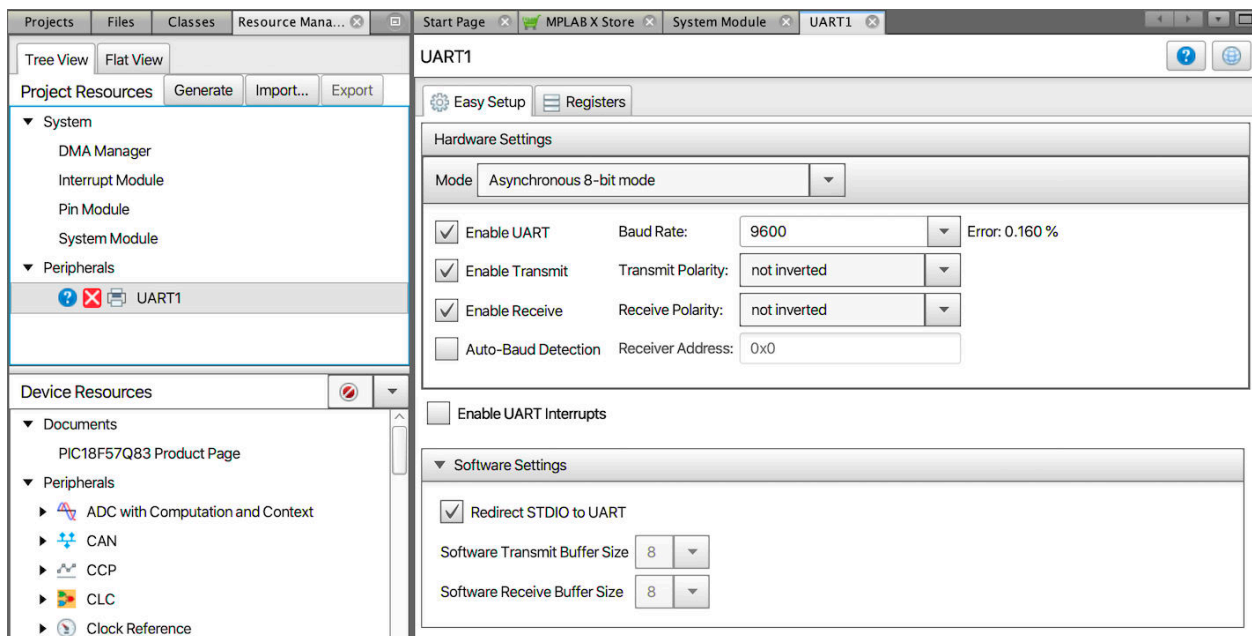 Projects Files Classes Resource Mana...
Tree View Flat View
Project Resources Generate Import... Export
System
DMA Manager
Interrupt Module
Pin Module
System Module
Peripherals
UART1
Device Resources
Documents
PIC18F57Q83 Product Page
Peripherals
ADC with Computation and Context
CAN
CCP
CLC
Clock Reference
Start Page MPLAB X Store System Module UART1
UART1
Easy Setup Registers
Hardware Settings
Mode Asynchronous 8-bit mode
Enable UART Baud Rate: 9600 Error: 0.160 %
Enable Transmit Transmit Polarity: not inverted
Enable Receive Receive Polarity: not inverted
Auto-Baud Detection Receiver Address: 0x0
Enable UART Interrupts
Software Settings
Redirect STDIO to UART
Software Transmit Buffer Size 8
Software Receive Buffer Size 8